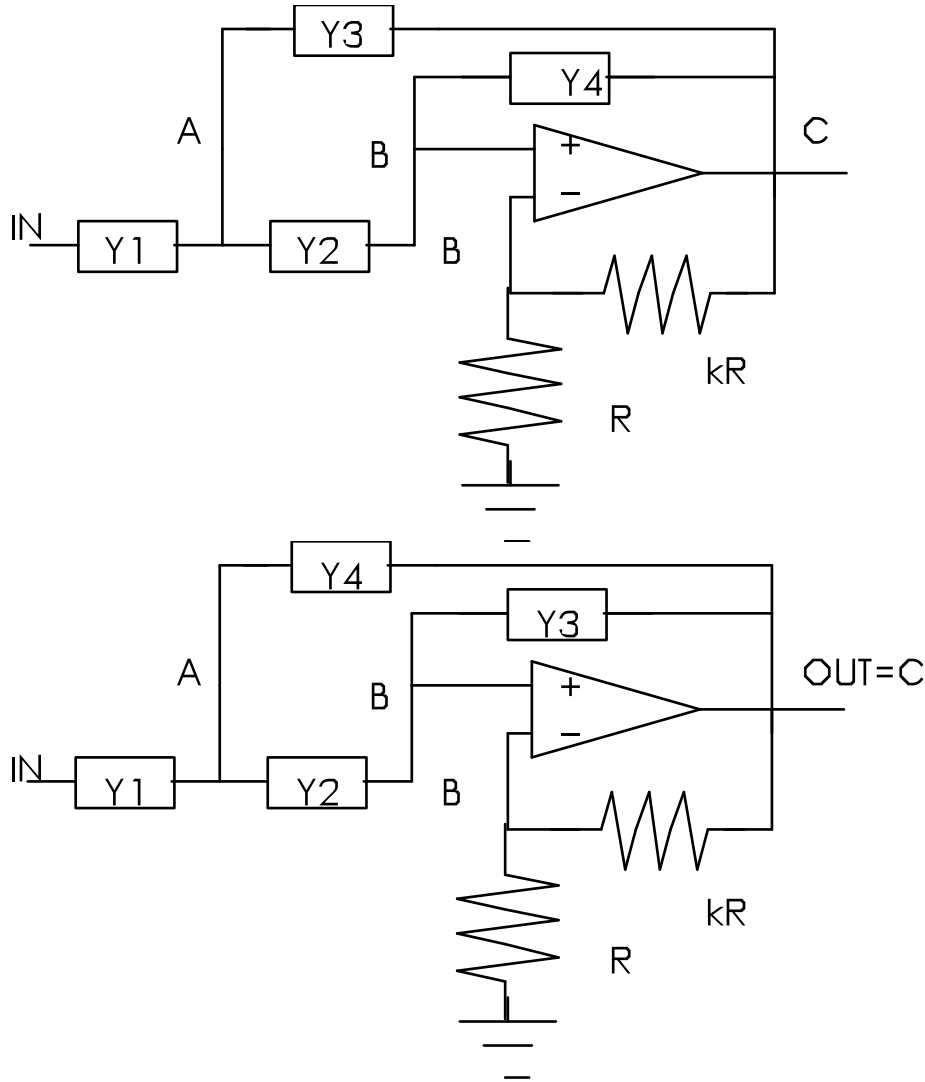 Y3
Y4
A
B
+
C
IN
Y1
Y2
B
−
kR
R
Y4
Y3
A
B
+
OUT=C
IN
Y1
Y2
B
−
kR
R